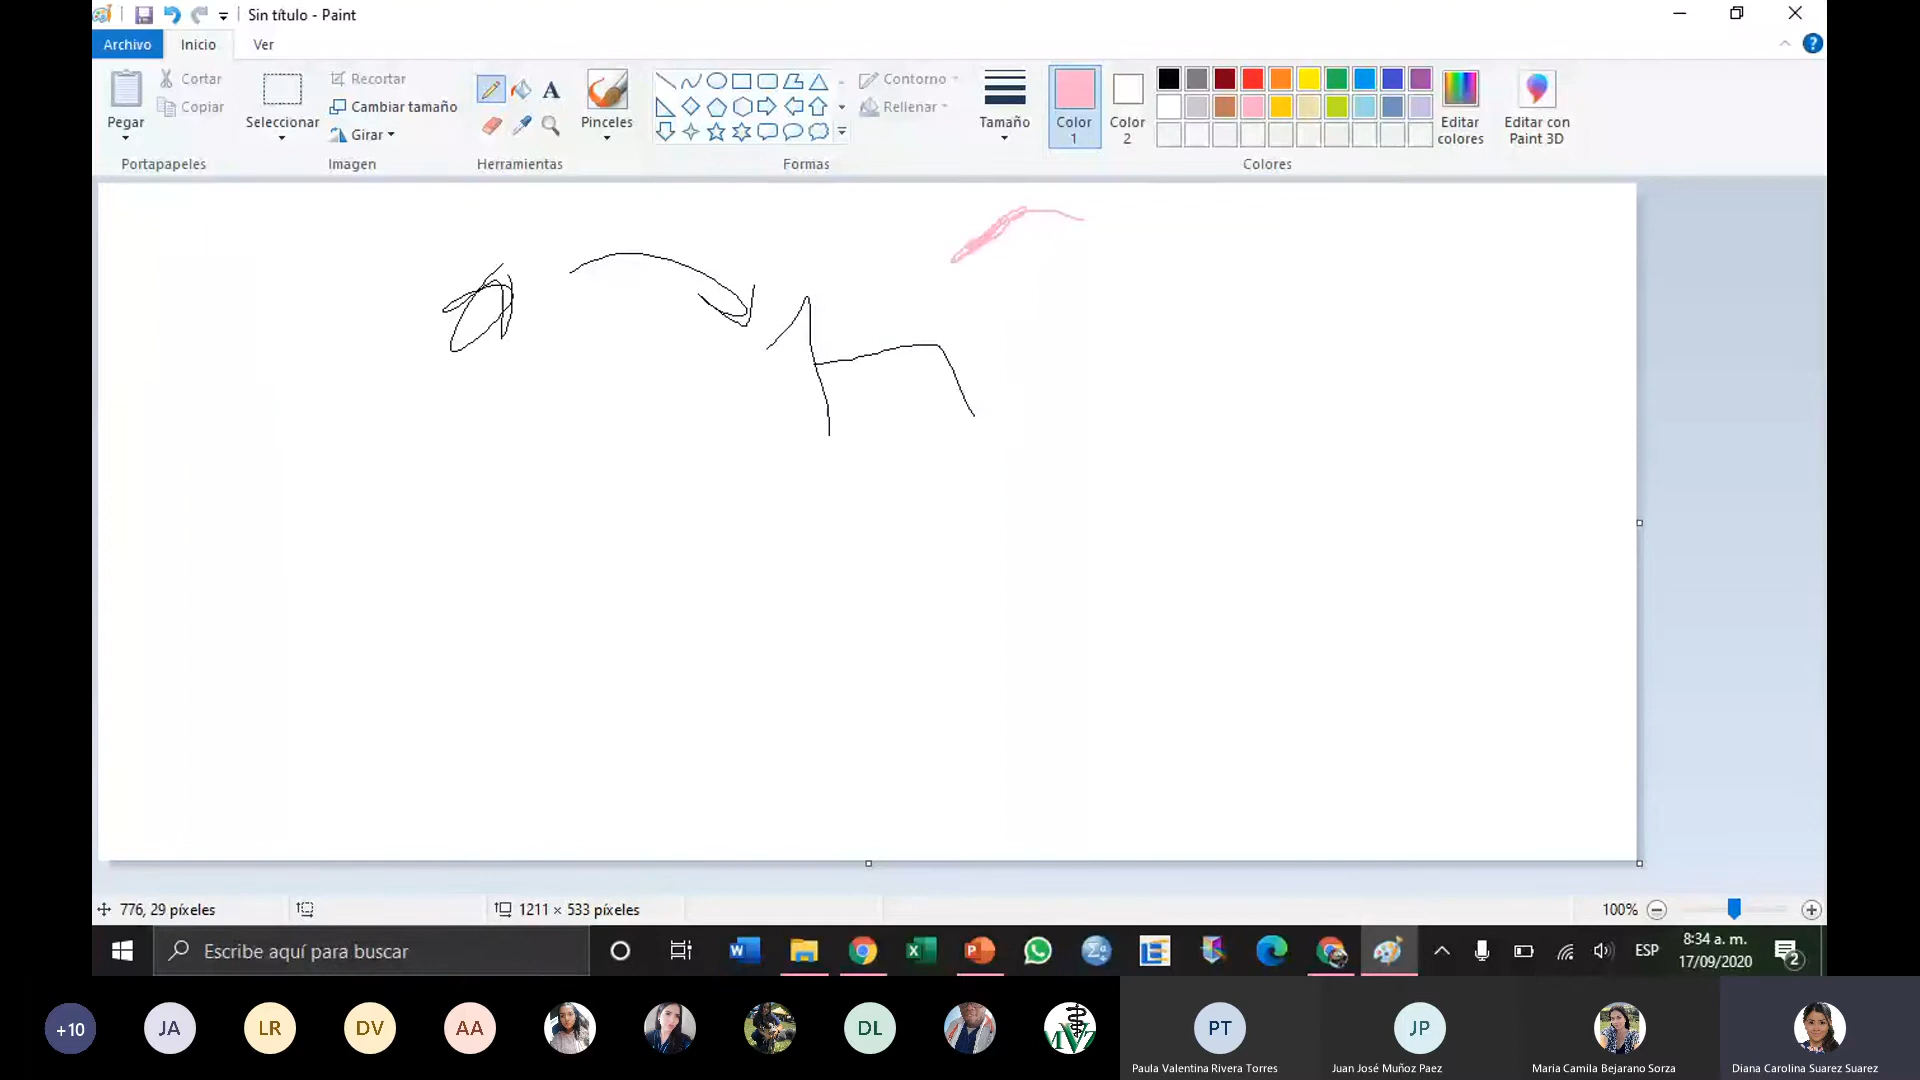 Sin título - Paint
Archivo Inicio Ver
Pegar
Cortar
Copiar
Portapapeles
Seleccionar
Recortar
Cambiar tamaño
Girar
Imagen
A
Herramientas
Pinceles
Formas
Contorno
Rellenar
Tamaño
Color 1
Color 2
Colores
Editar colores
Editar con Paint 3D
776, 29 píxeles
1211 × 533 píxeles
100%
Escribe aquí para buscar
ESP
8:34 a. m.
17/09/2020
2
+10 JA LR DV AA DL MVZ PT JP
Paula Valentina Rivera Torres
Juan José Muñoz Paez
Maria Camila Bejarano Sorza
Diana Carolina Suarez Suarez